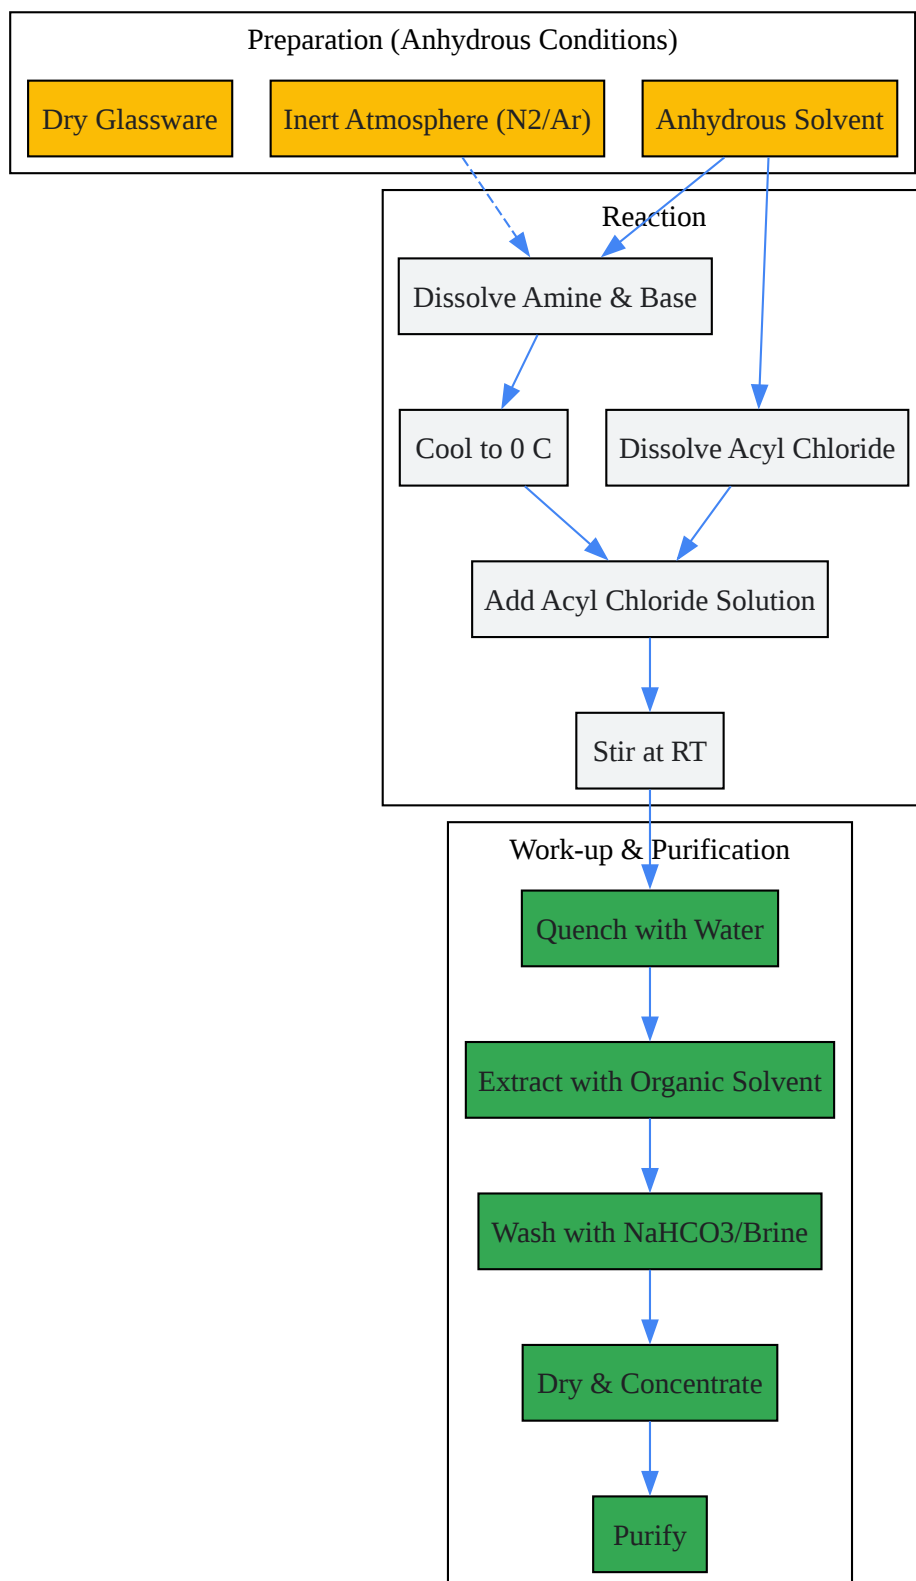 Preparation (Anhydrous Conditions)
Dry Glassware
Inert Atmosphere (N2/Ar)
Anhydrous Solvent
Reaction
Dissolve Amine & Base
Cool to 0 C
Dissolve Acyl Chloride
Add Acyl Chloride Solution
Stir at RT
Work-up & Purification
Quench with Water
Extract with Organic Solvent
Wash with NaHCO3/Brine
Dry & Concentrate
Purify